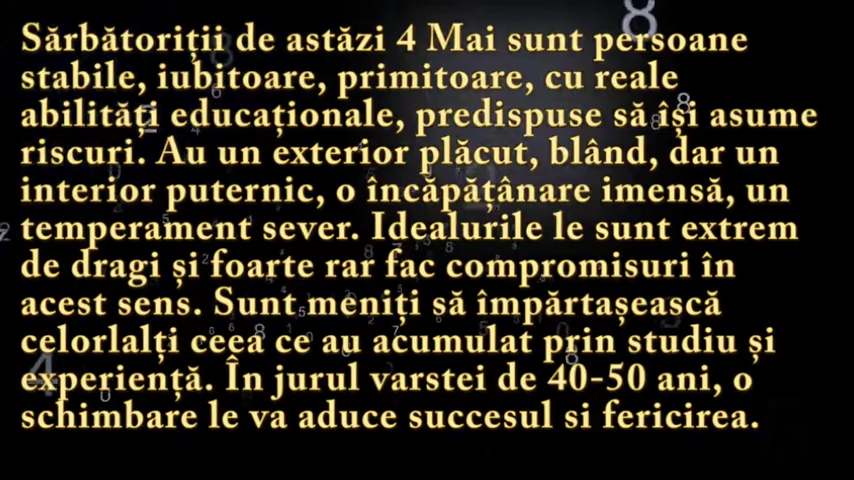 Sărbătoriții de astăzi 4 Mai sunt persoane
stabile, iubitoare, primitoare, cu reale
abilități educaționale, predispuse să își asume
riscuri. Au un exterior plăcut, blând, dar un
interior puternic, o încăpățânare imensă, un
temperament sever. Idealurile le sunt extrem
de dragi și foarte rar fac compromisuri în
acest sens. Sunt meniți să împărtașească
celorlalți ceea ce au acumulat prin studiu și
experiență. În jurul varstei de 40-50 ani, o
schimbare le va aduce succesul si fericirea.